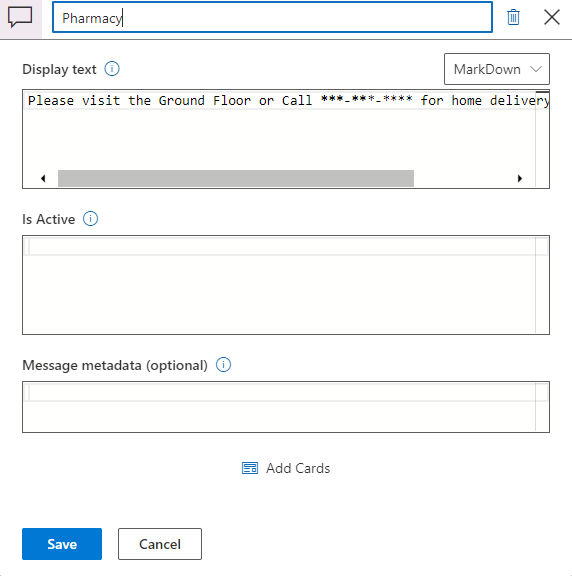 Pharmacy
Display text
MarkDown
Please visit the Ground Floor or Call ***-***-**** for home delivery
Is Active
Message metadata (optional)
Add Cards
Save
Cancel